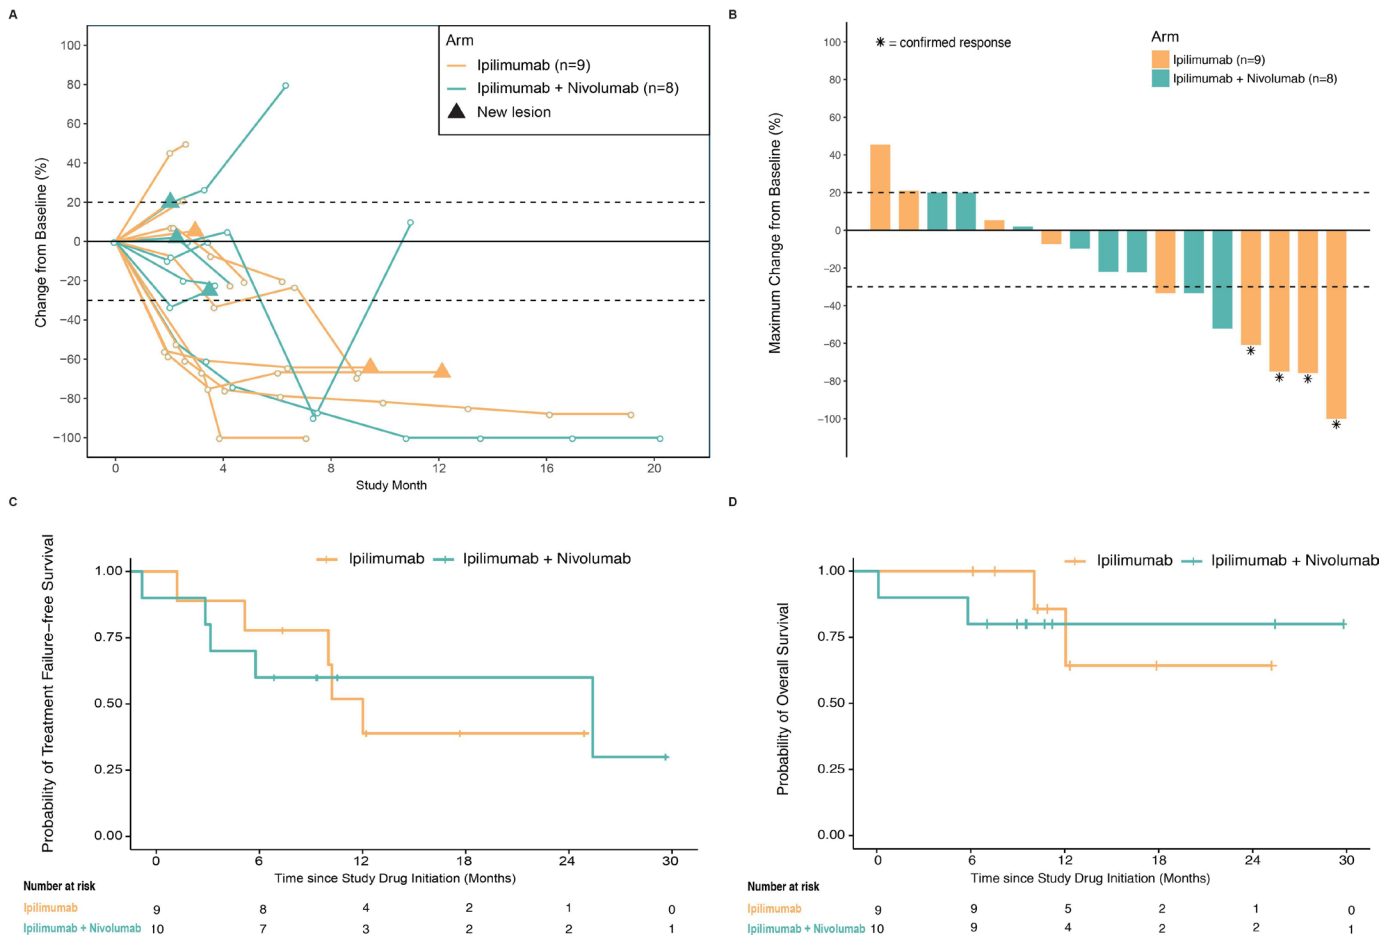 A
Change from Baseline (%)
100
80
60
40
20
0
−20
−40
−60
−80
−100
0 4 8 12 16 20
Study Month
Arm
Ipilimumab (n=9)
Ipilimumab + Nivolumab (n=8)
New lesion
B
Maximum Change from Baseline (%)
100
80
60
40
20
0
−20
−40
−60
−80
−100
* = confirmed response
Arm
Ipilimumab (n=9)
Ipilimumab + Nivolumab (n=8)
* * * *
C
Probability of Treatment Failure−free Survival
Ipilimumab Ipilimumab + Nivolumab
1.00
0.75
0.50
0.25
0.00
0 6 12 18 24 30
Time since Study Drug Initiation (Months)
Number at risk
Ipilimumab 9 8 4 2 1 0
Ipilimumab + Nivolumab 10 7 3 2 2 1
D
Probability of Overall Survival
Ipilimumab Ipilimumab + Nivolumab
1.00
0.75
0.50
0.25
0.00
0 6 12 18 24 30
Time since Study Drug Initiation (Months)
Number at risk
Ipilimumab 9 9 5 2 1 0
Ipilimumab + Nivolumab 10 9 4 2 2 1